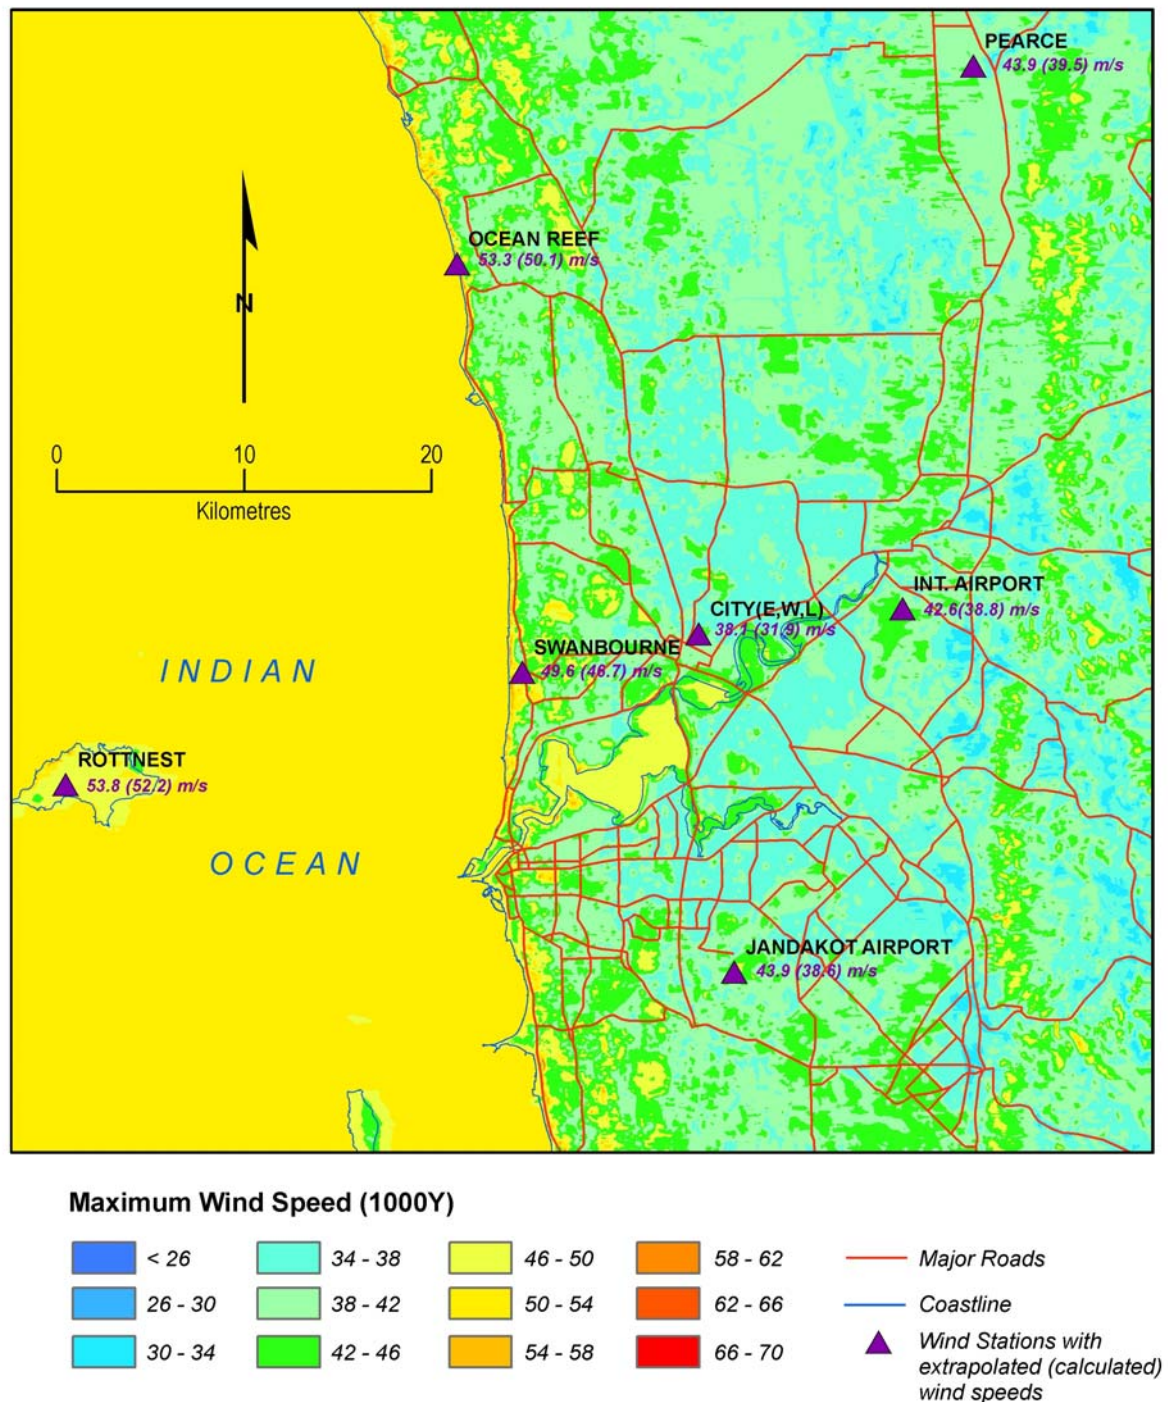 PEARCE
43.9 (39.5) m/s
OCEAN REEF
53.3 (50.1) m/s
N
0 10 20
Kilometres
INT. AIRPORT
42.6(38.8) m/s
CITY(E,W,L)
38.1 (31.9) m/s
SWANBOURNE
49.6 (46.7) m/s
INDIAN
ROTTNEST
53.8 (52.2) m/s
OCEAN
JANDAKOT AIRPORT
43.9 (38.6) m/s
Maximum Wind Speed (1000Y)
< 26
26 - 30
30 - 34
34 - 38
38 - 42
42 - 46
46 - 50
50 - 54
54 - 58
58 - 62
62 - 66
66 - 70
Major Roads
Coastline
Wind Stations with
extrapolated (calculated)
wind speeds